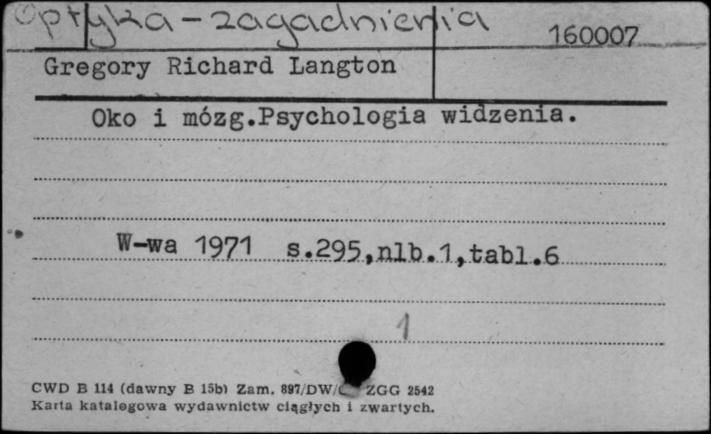 Optyka - zagadnienia
160007
Gregory Richard Langton
Oko i mózg.Psychologia widzenia.
W-wa 1971 s.295,nlb.1,tabl.6
1
CWD B 114 (dawny B 15b) Zam. 897/DW/ ZGG 2542
Karta katalogowa wydawnictw ciągłych i zwartych.